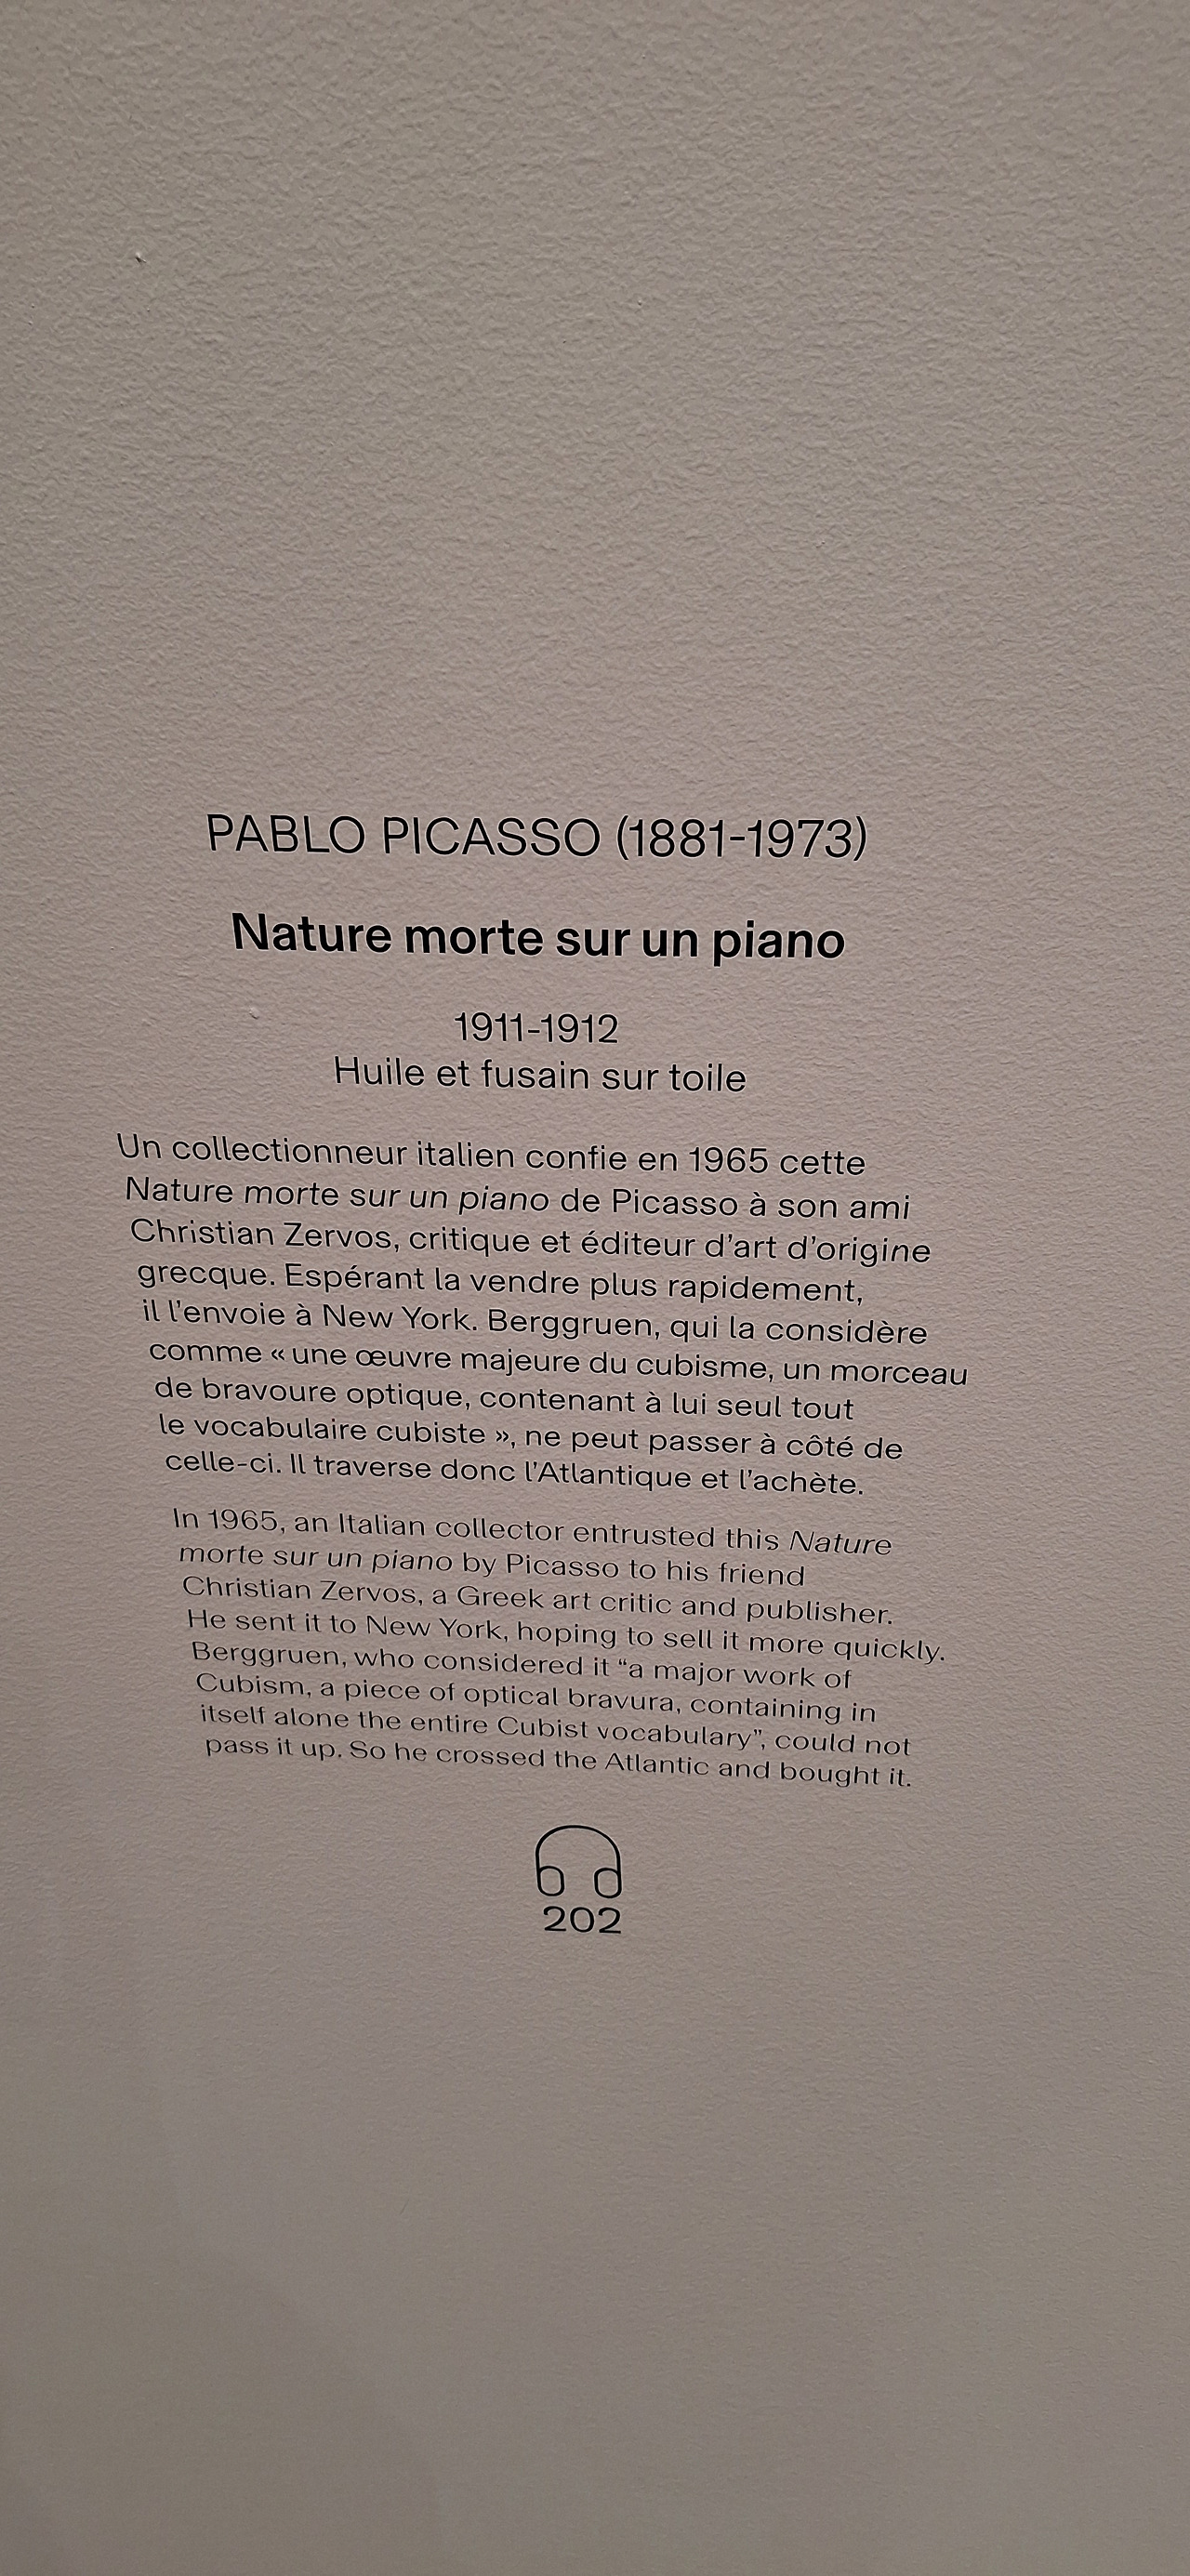 PABLO PICASSO (1881-1973)
Nature morte sur un piano
1911-1912
Huile et fusain sur toile
Un collectionneur italien confie en 1965 cette
Nature morte sur un piano de Picasso à son ami
Christian Zervos, critique et éditeur d’art d’origine
grecque. Espérant la vendre plus rapidement,
il l’envoie à New York. Berggruen, qui la considère
comme « une œuvre majeure du cubisme, un morceau
de bravoure optique, contenant à lui seul tout
le vocabulaire cubiste », ne peut passer à côté de
celle-ci. Il traverse donc l’Atlantique et l’achète.
In 1965, an Italian collector entrusted this Nature
morte sur un piano by Picasso to his friend
Christian Zervos, a Greek art critic and publisher.
He sent it to New York, hoping to sell it more quickly.
Berggruen, who considered it “a major work of
Cubism, a piece of optical bravura, containing in
itself alone the entire Cubist vocabulary”, could not
pass it up. So he crossed the Atlantic and bought it.
202